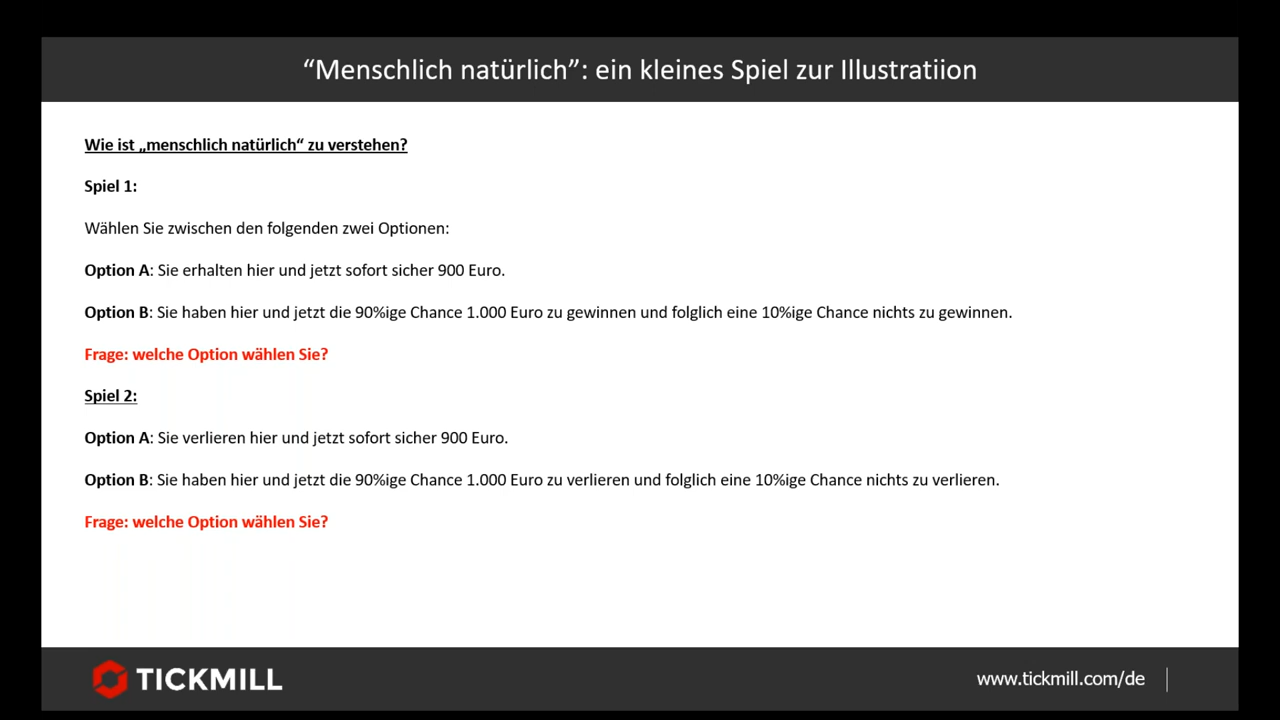 “Menschlich natürlich”: ein kleines Spiel zur Illustratiion
Wie ist „menschlich natürlich“ zu verstehen?
Spiel 1:
Wählen Sie zwischen den folgenden zwei Optionen:
Option A: Sie erhalten hier und jetzt sofort sicher 900 Euro.
Option B: Sie haben hier und jetzt die 90%ige Chance 1.000 Euro zu gewinnen und folglich eine 10%ige Chance nichts zu gewinnen.
Frage: welche Option wählen Sie?
Spiel 2:
Option A: Sie verlieren hier und jetzt sofort sicher 900 Euro.
Option B: Sie haben hier und jetzt die 90%ige Chance 1.000 Euro zu verlieren und folglich eine 10%ige Chance nichts zu verlieren.
Frage: welche Option wählen Sie?
TICKMILL
www.tickmill.com/de